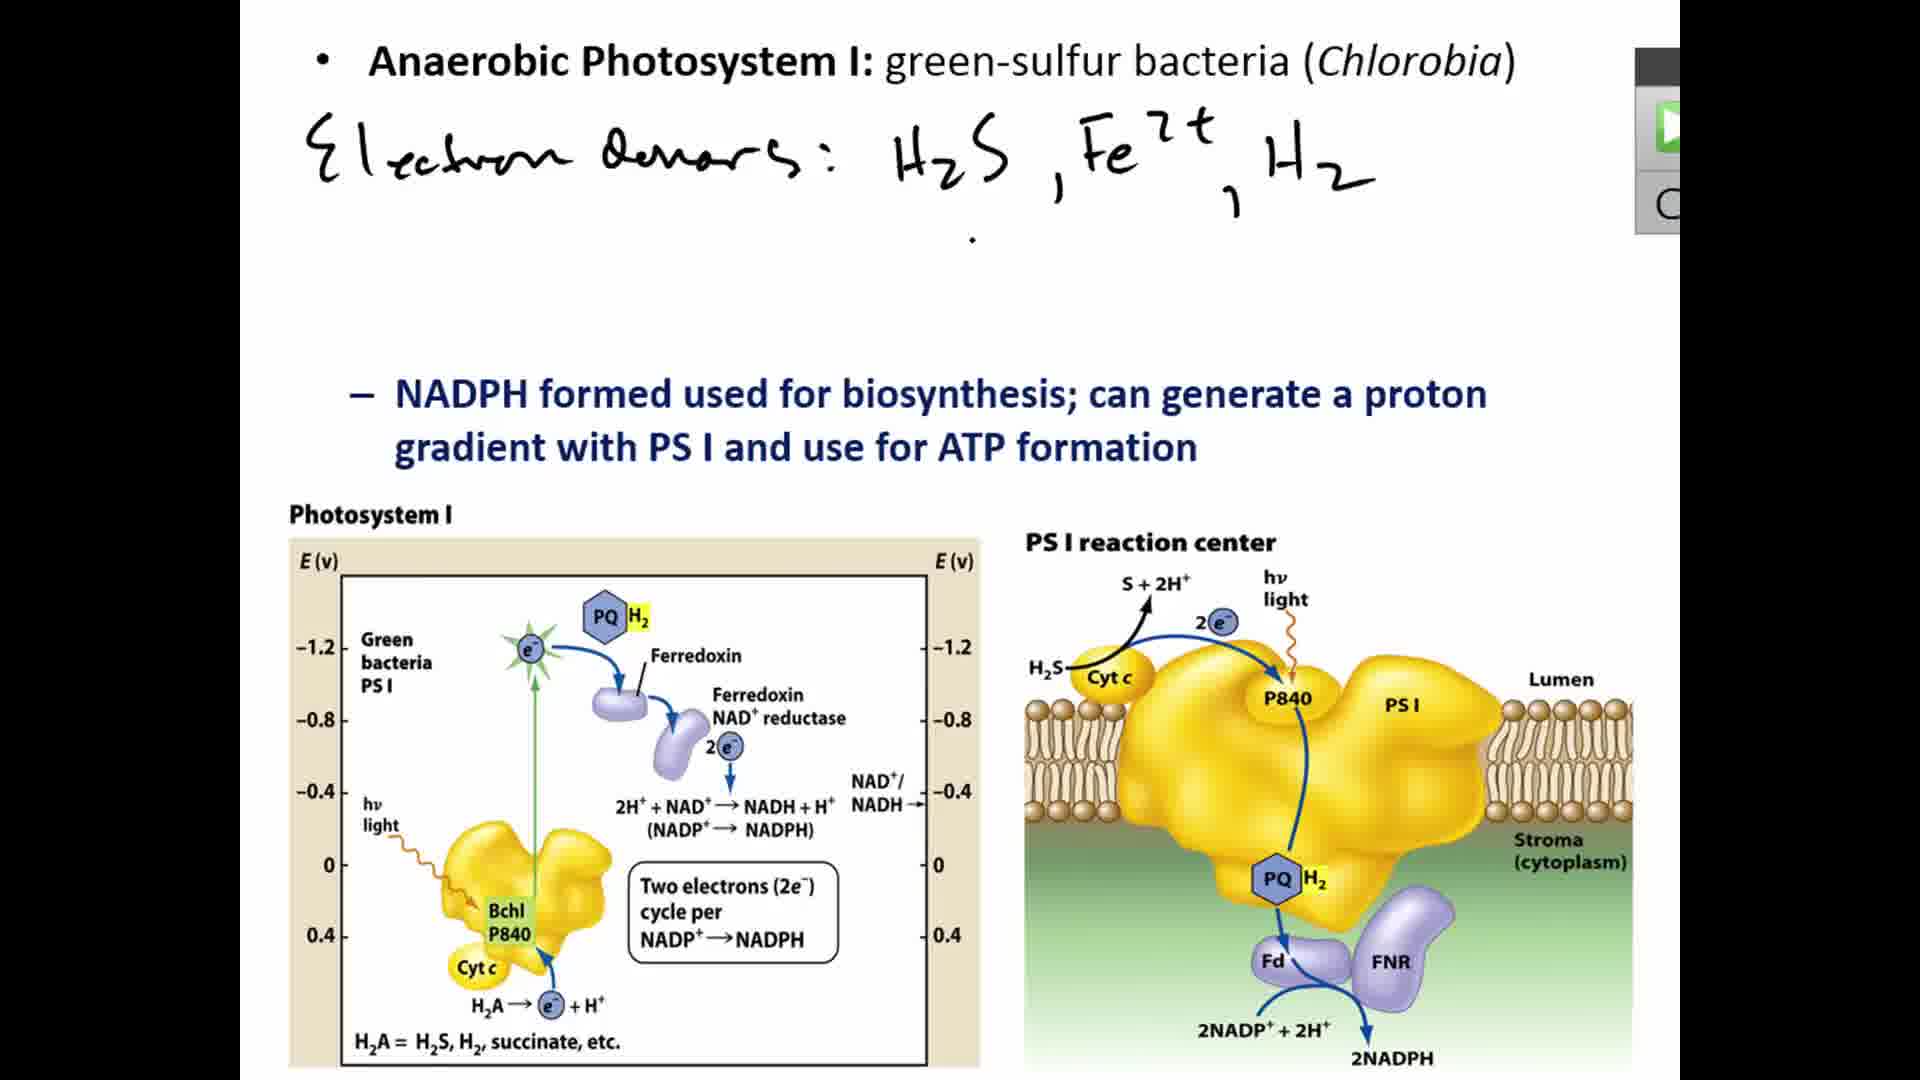 • Anaerobic Photosystem I: green-sulfur bacteria (Chlorobia)
Electron donors: H₂S, Fe²⁺, H₂
– NADPH formed used for biosynthesis; can generate a proton
gradient with PS I and use for ATP formation
Photosystem I
E (v)
E (v)
–1.2
–0.8
–0.4
0
0.4
Green
bacteria
PS I
e⁻
PQ H₂
Ferredoxin
Ferredoxin
NAD⁺ reductase
2 e⁻
2H⁺ + NAD⁺ → NADH + H⁺
(NADP⁺ → NADPH)
NAD⁺/
NADH →
–1.2
–0.8
–0.4
0
0.4
hν
light
Bchl
P840
Cyt c
Two electrons (2e⁻)
cycle per
NADP⁺ → NADPH
H₂A → e⁻ + H⁺
H₂A = H₂S, H₂, succinate, etc.
PS I reaction center
S + 2H⁺
hν
light
2 e⁻
H₂S
Cyt c
P840
PS I
Lumen
Stroma
(cytoplasm)
PQ H₂
Fd
FNR
2NADP⁺ + 2H⁺
2NADPH